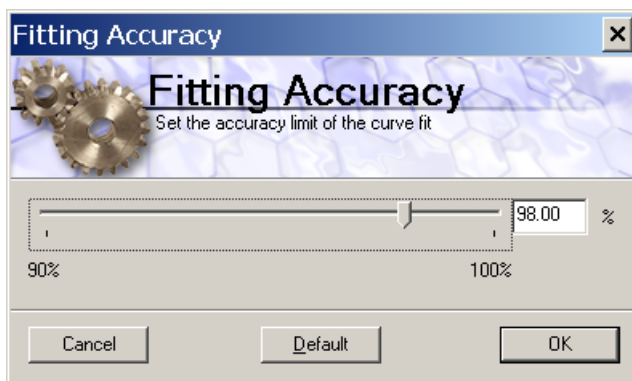 Fitting Accuracy
Fitting Accuracy
Set the accuracy limit of the curve fit
98.00 %
90% 100%
Cancel Default OK